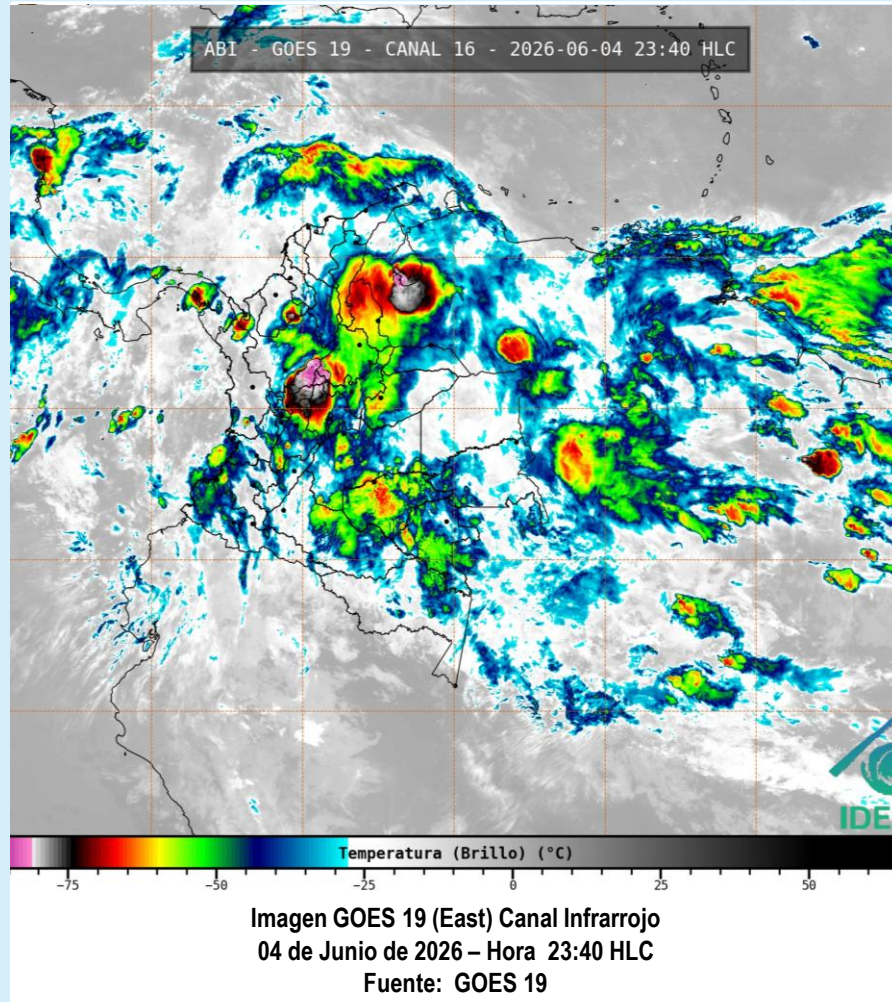 ABI - GOES 19 - CANAL 16 - 2026-06-04 23:40 HLC
IDE
Temperatura (Brillo) (°C)
−75 −50 −25 0 25 50
Imagen GOES 19 (East) Canal Infrarrojo
04 de Junio de 2026 – Hora 23:40 HLC
Fuente: GOES 19